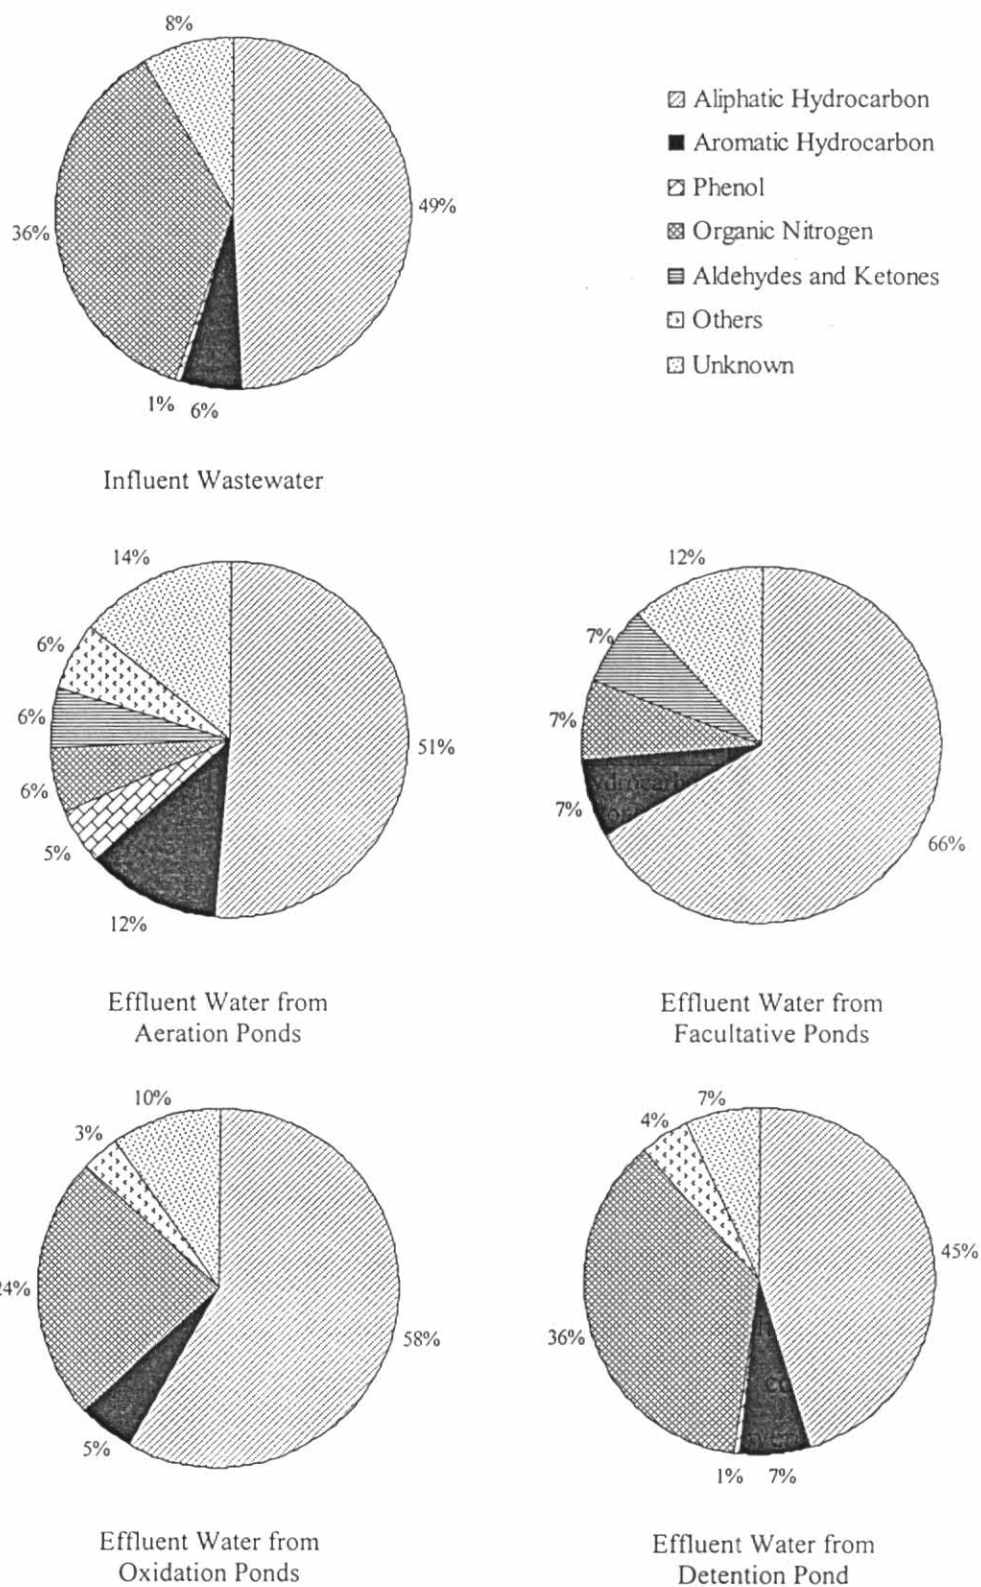 8%
49%
36%
1% 6%
Influent Wastewater
Aliphatic Hydrocarbon
Aromatic Hydrocarbon
Phenol
Organic Nitrogen
Aldehydes and Ketones
Others
Unknown
14%
6%
6%
6%
5%
12%
51%
Effluent Water from
Aeration Ponds
12%
7%
7%
7%
66%
Effluent Water from
Facultative Ponds
10%
3%
24%
5%
58%
Effluent Water from
Oxidation Ponds
7%
4%
45%
36%
1% 7%
Effluent Water from
Detention Pond